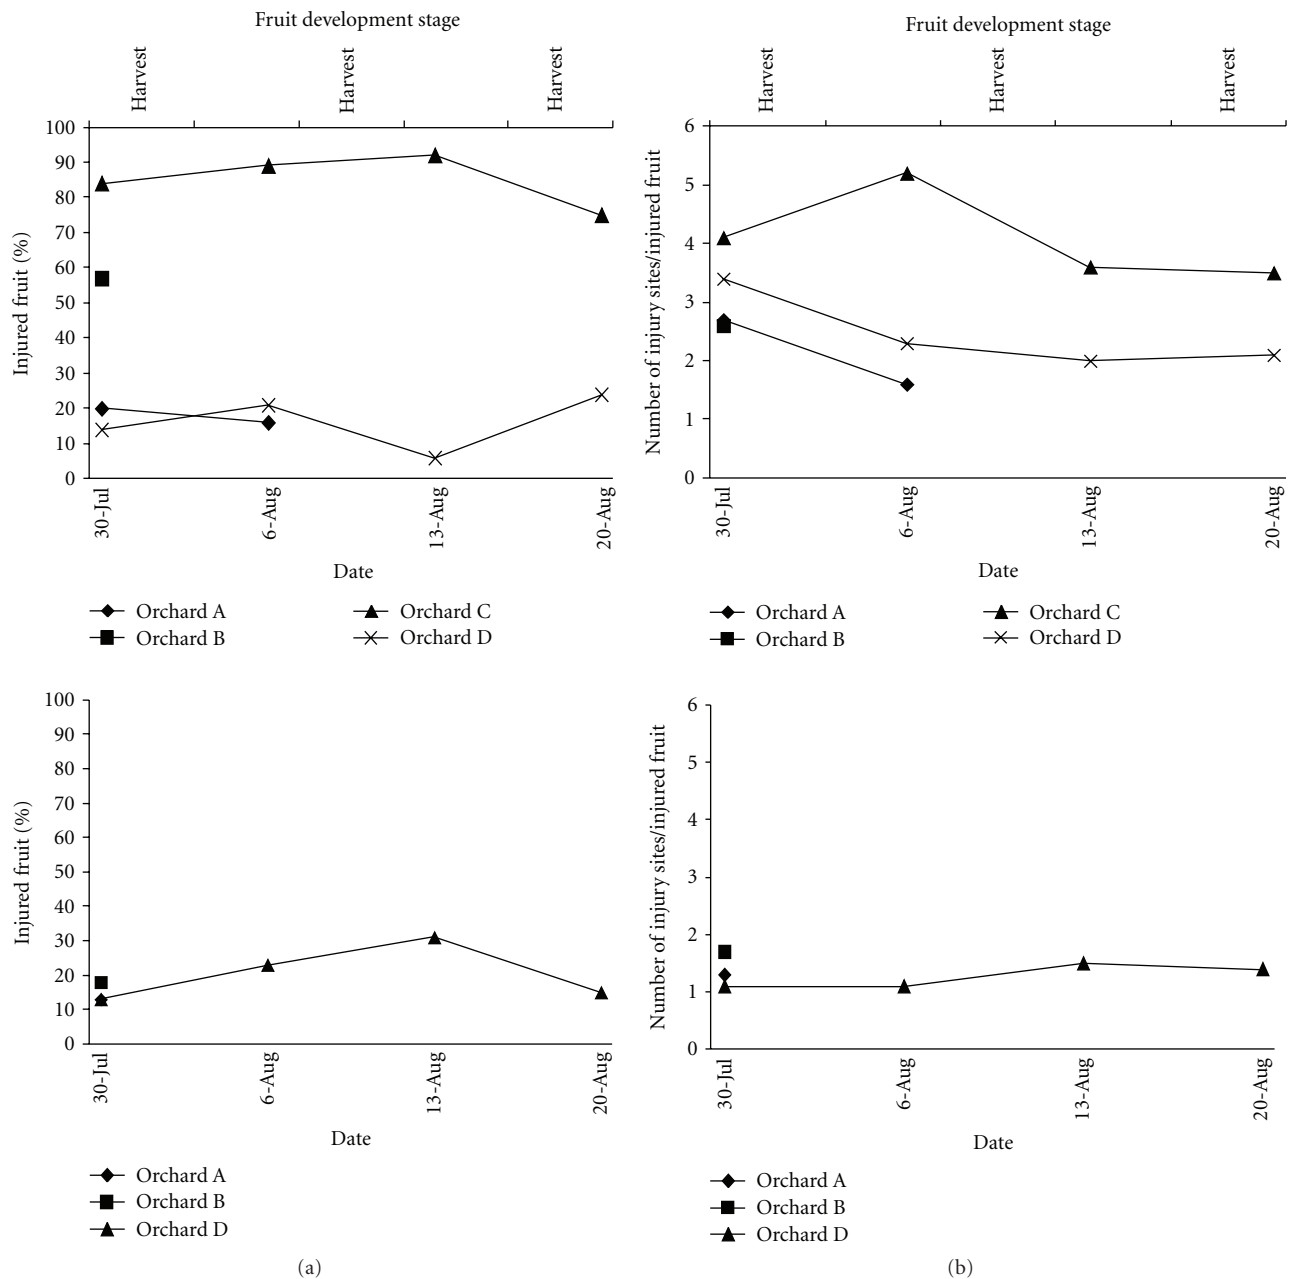 Fruit development stage
Harvest
Harvest
Harvest
100
90
80
70
60
50
40
30
20
10
0
Injured fruit (%)
30-Jul
6-Aug
13-Aug
20-Aug
Date
Orchard A
Orchard B
Orchard C
Orchard D
Fruit development stage
Harvest
Harvest
Harvest
6
5
4
3
2
1
0
Number of injury sites/injured fruit
30-Jul
6-Aug
13-Aug
20-Aug
Date
Orchard A
Orchard B
Orchard C
Orchard D
100
90
80
70
60
50
40
30
20
10
0
Injured fruit (%)
30-Jul
6-Aug
13-Aug
20-Aug
Date
Orchard A
Orchard B
Orchard D
(a)
6
5
4
3
2
1
0
Number of injury sites/injured fruit
30-Jul
6-Aug
13-Aug
20-Aug
Date
Orchard A
Orchard B
Orchard D
(b)